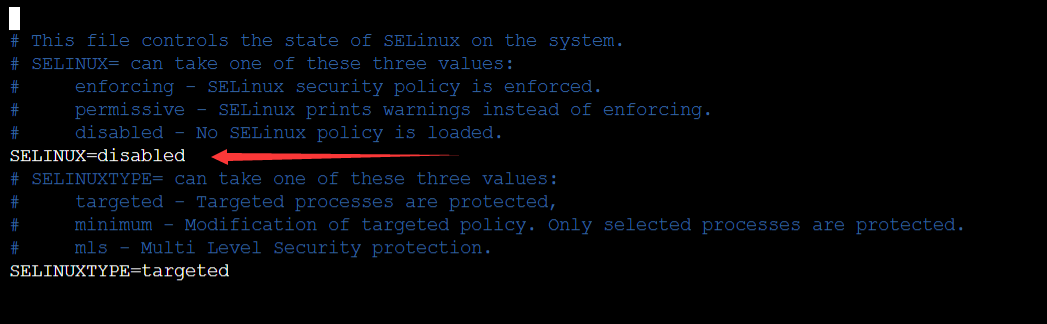 # This file controls the state of SELinux on the system.
# SELINUX= can take one of these three values:
#     enforcing - SELinux security policy is enforced.
#     permissive - SELinux prints warnings instead of enforcing.
#     disabled - No SELinux policy is loaded.
SELINUX=disabled
# SELINUXTYPE= can take one of these three values:
#     targeted - Targeted processes are protected,
#     minimum - Modification of targeted policy. Only selected processes are protected.
#     mls - Multi Level Security protection.
SELINUXTYPE=targeted